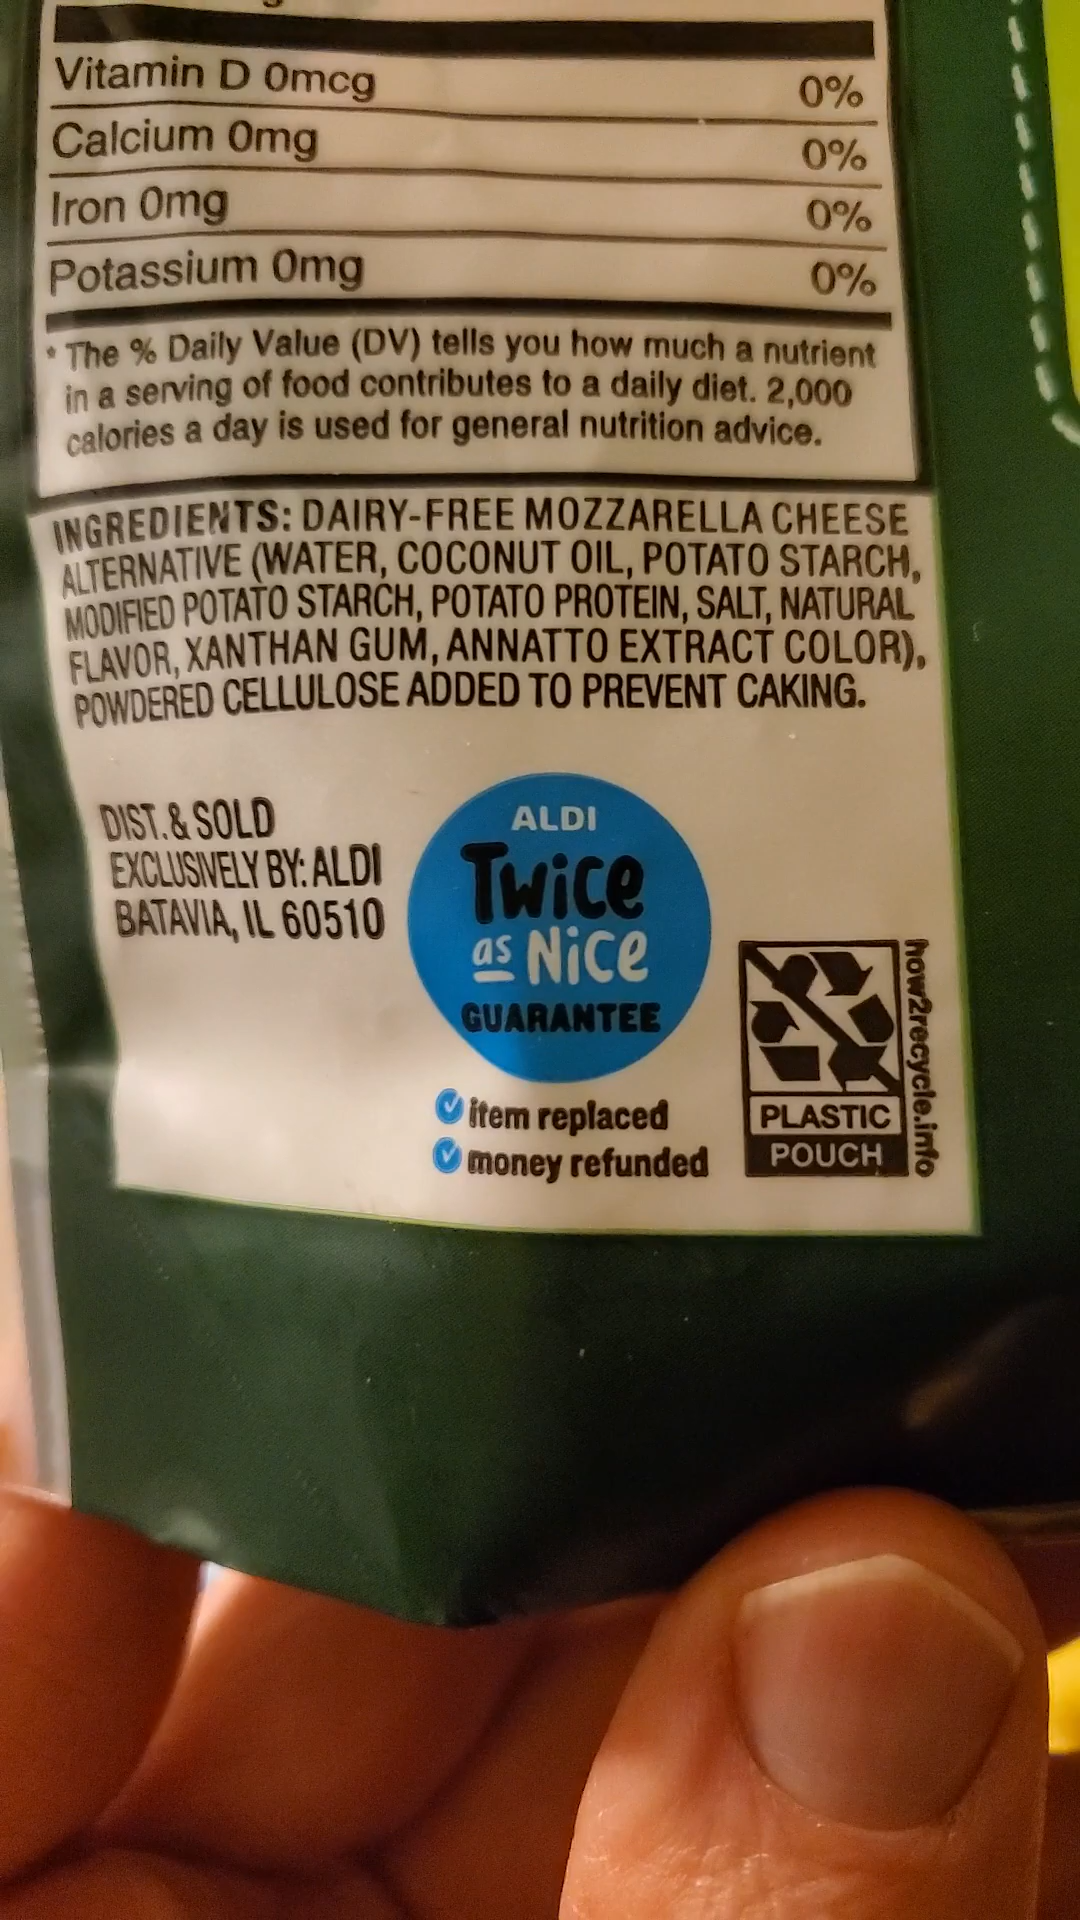 Vitamin D 0mcg 0%
Calcium 0mg 0%
Iron 0mg 0%
Potassium 0mg 0%
* The % Daily Value (DV) tells you how much a nutrient
in a serving of food contributes to a daily diet. 2,000
calories a day is used for general nutrition advice.
INGREDIENTS: DAIRY-FREE MOZZARELLA CHEESE
ALTERNATIVE (WATER, COCONUT OIL, POTATO STARCH,
MODIFIED POTATO STARCH, POTATO PROTEIN, SALT, NATURAL
FLAVOR, XANTHAN GUM, ANNATTO EXTRACT COLOR),
POWDERED CELLULOSE ADDED TO PREVENT CAKING.
DIST. & SOLD
EXCLUSIVELY BY: ALDI
BATAVIA, IL 60510
ALDI
Twice
as Nice
GUARANTEE
item replaced
money refunded
PLASTIC
POUCH
how2recycle.info